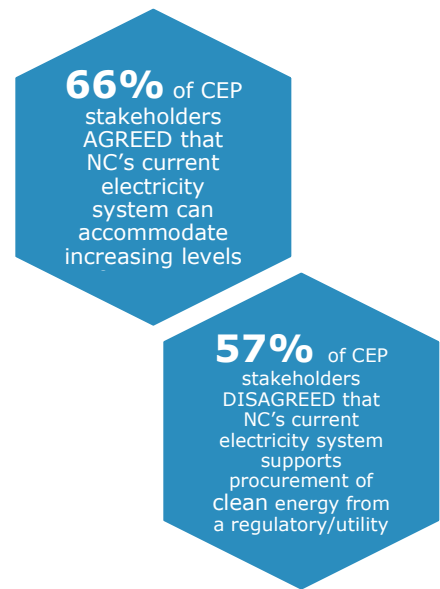 66% of CEP
stakeholders
AGREED that
NC's current
electricity
system can
accommodate
increasing levels
57% of CEP
stakeholders
DISAGREED that
NC's current
electricity system
supports
procurement of
clean energy from
a regulatory/utility